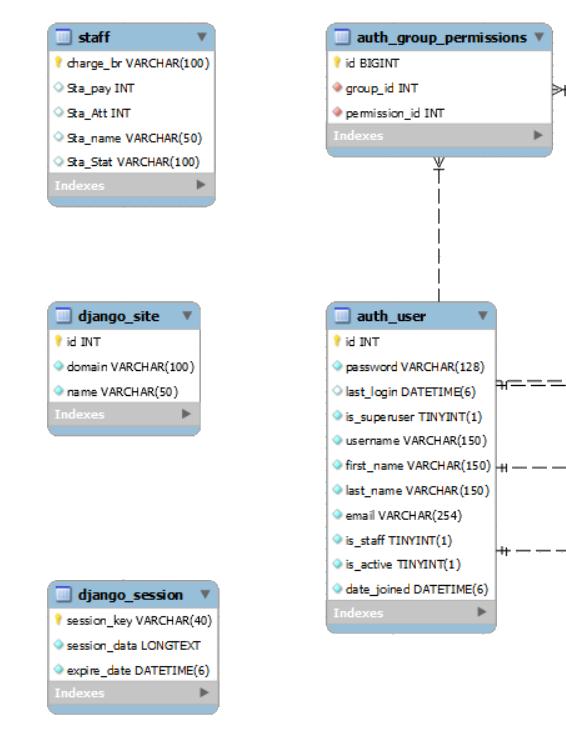 staff
charge_br VARCHAR(100)
Sta_pay INT
Sta_Att INT
Sta_name VARCHAR(50)
Sta_Stat VARCHAR(100)
Indexes
auth_group_permissions
id BIGINT
group_id INT
permission_id INT
Indexes
django_site
id INT
domain VARCHAR(100)
name VARCHAR(50)
Indexes
auth_user
id INT
password VARCHAR(128)
last_login DATETIME(6)
is_superuser TINYINT(1)
username VARCHAR(150)
first_name VARCHAR(150)
last_name VARCHAR(150)
email VARCHAR(254)
is_staff TINYINT(1)
is_active TINYINT(1)
date_joined DATETIME(6)
Indexes
django_session
session_key VARCHAR(40)
session_data LONGTEXT
expire_date DATETIME(6)
Indexes